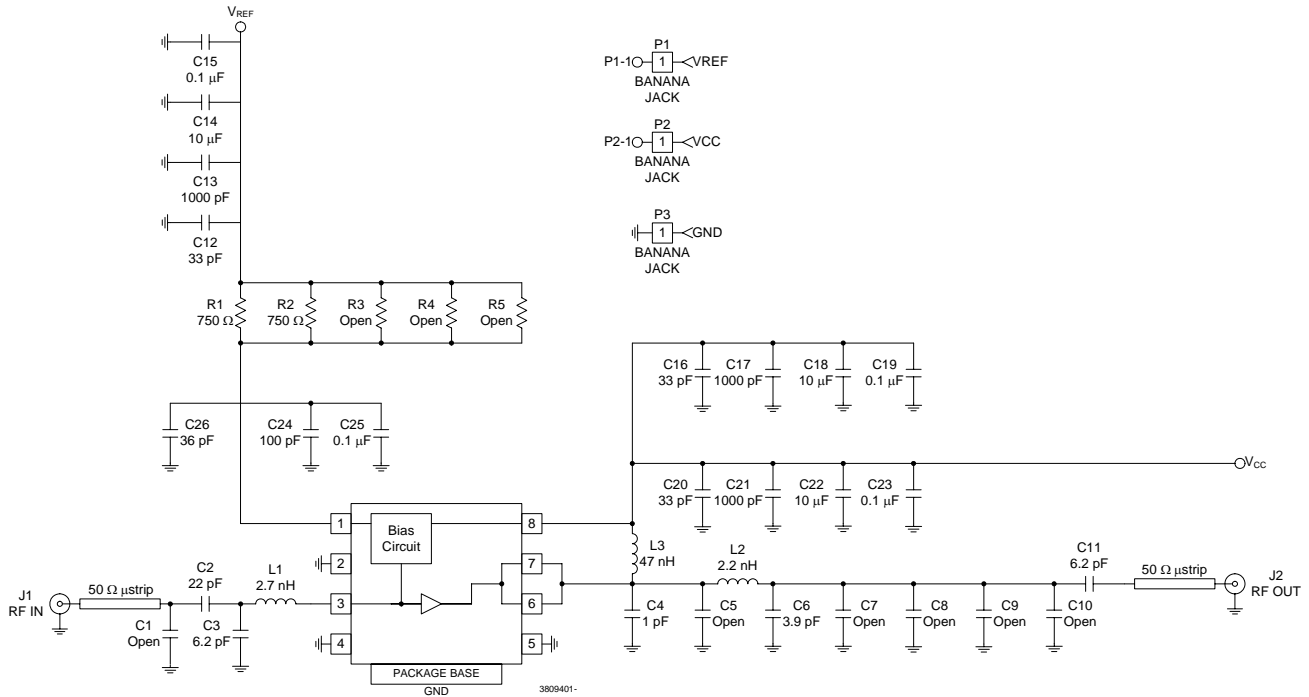 VREF
C15
0.1 µF
C14
10 µF
C13
1000 pF
C12
33 pF
P1
P1-1 1 VREF
BANANA
JACK
P2
P2-1 1 VCC
BANANA
JACK
P3
1 GND
BANANA
JACK
R1
750 Ω
R2
750 Ω
R3
Open
R4
Open
R5
Open
C16
33 pF
C17
1000 pF
C18
10 µF
C19
0.1 µF
C26
36 pF
C24
100 pF
C25
0.1 µF
VCC
C20
33 pF
C21
1000 pF
C22
10 µF
C23
0.1 µF
1
Bias
Circuit
8
2
7
3
6
4
5
L3
47 nH
L2
2.2 nH
C11
6.2 pF
50 Ω µstrip
J2
RF OUT
J1
RF IN
50 Ω µstrip
C2
22 pF
L1
2.7 nH
C1
Open
C3
6.2 pF
C4
1 pF
C5
Open
C6
3.9 pF
C7
Open
C8
Open
C9
Open
C10
Open
PACKAGE BASE
GND
3809401-